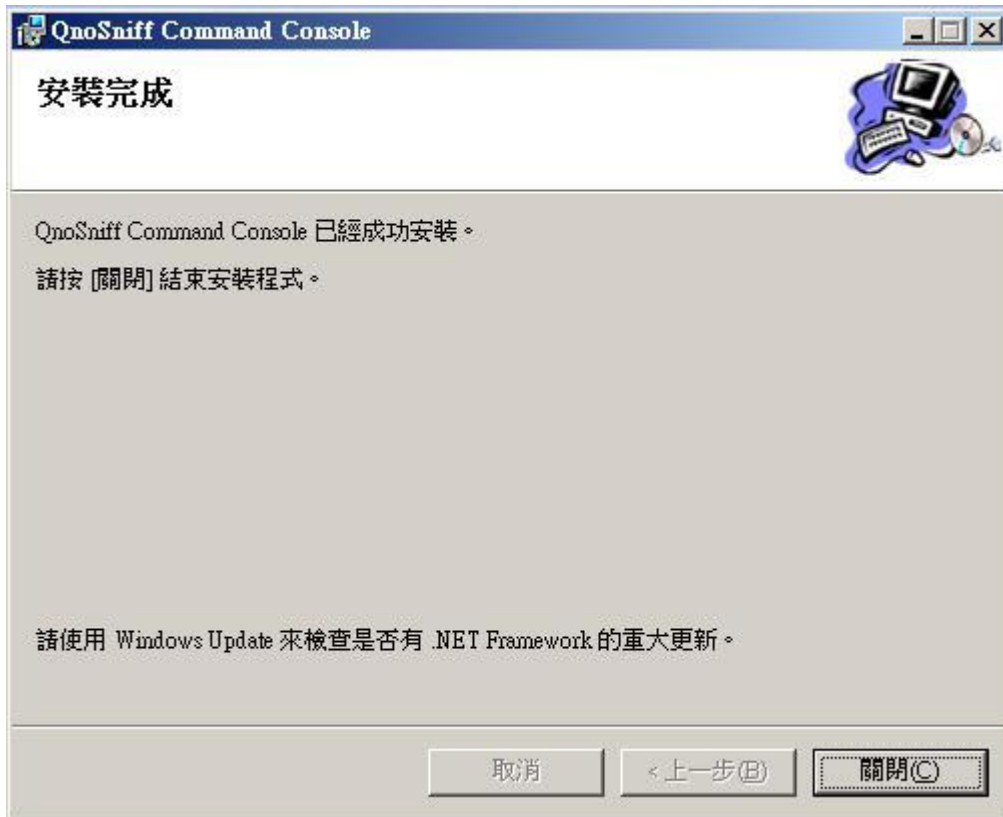 QnoSniff Command Console
安裝完成
QnoSniff Command Console 已經成功安裝。
請按 [關閉] 結束安裝程式。
請使用 Windows Update 來檢查是否有 .NET Framework 的重大更新。
取消
< 上一步(B)
關閉(C)